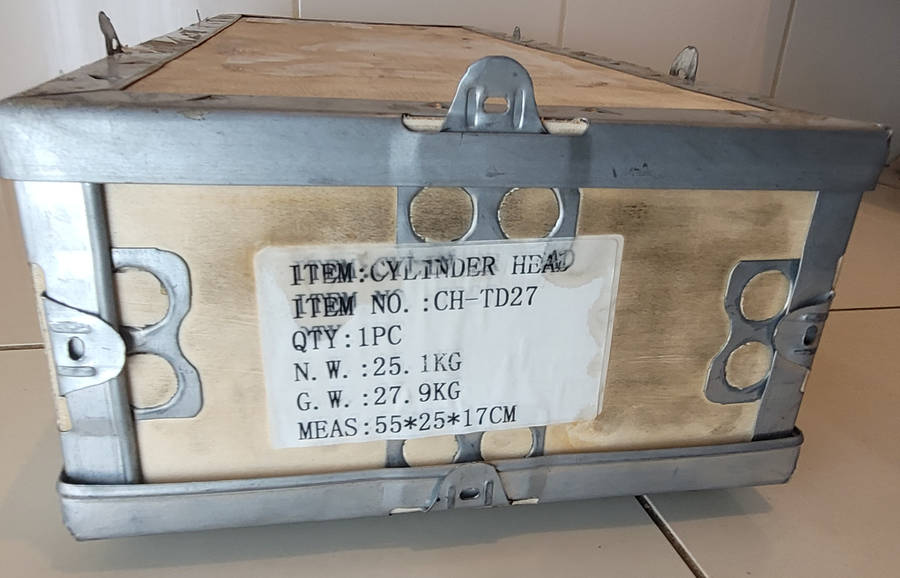 ITEM:CYLINDER HEAD
ITEM NO.:CH-TD27
QTY:1PC
N.W.:25.1KG
G.W.:27.9KG
MEAS:55*25*17CM